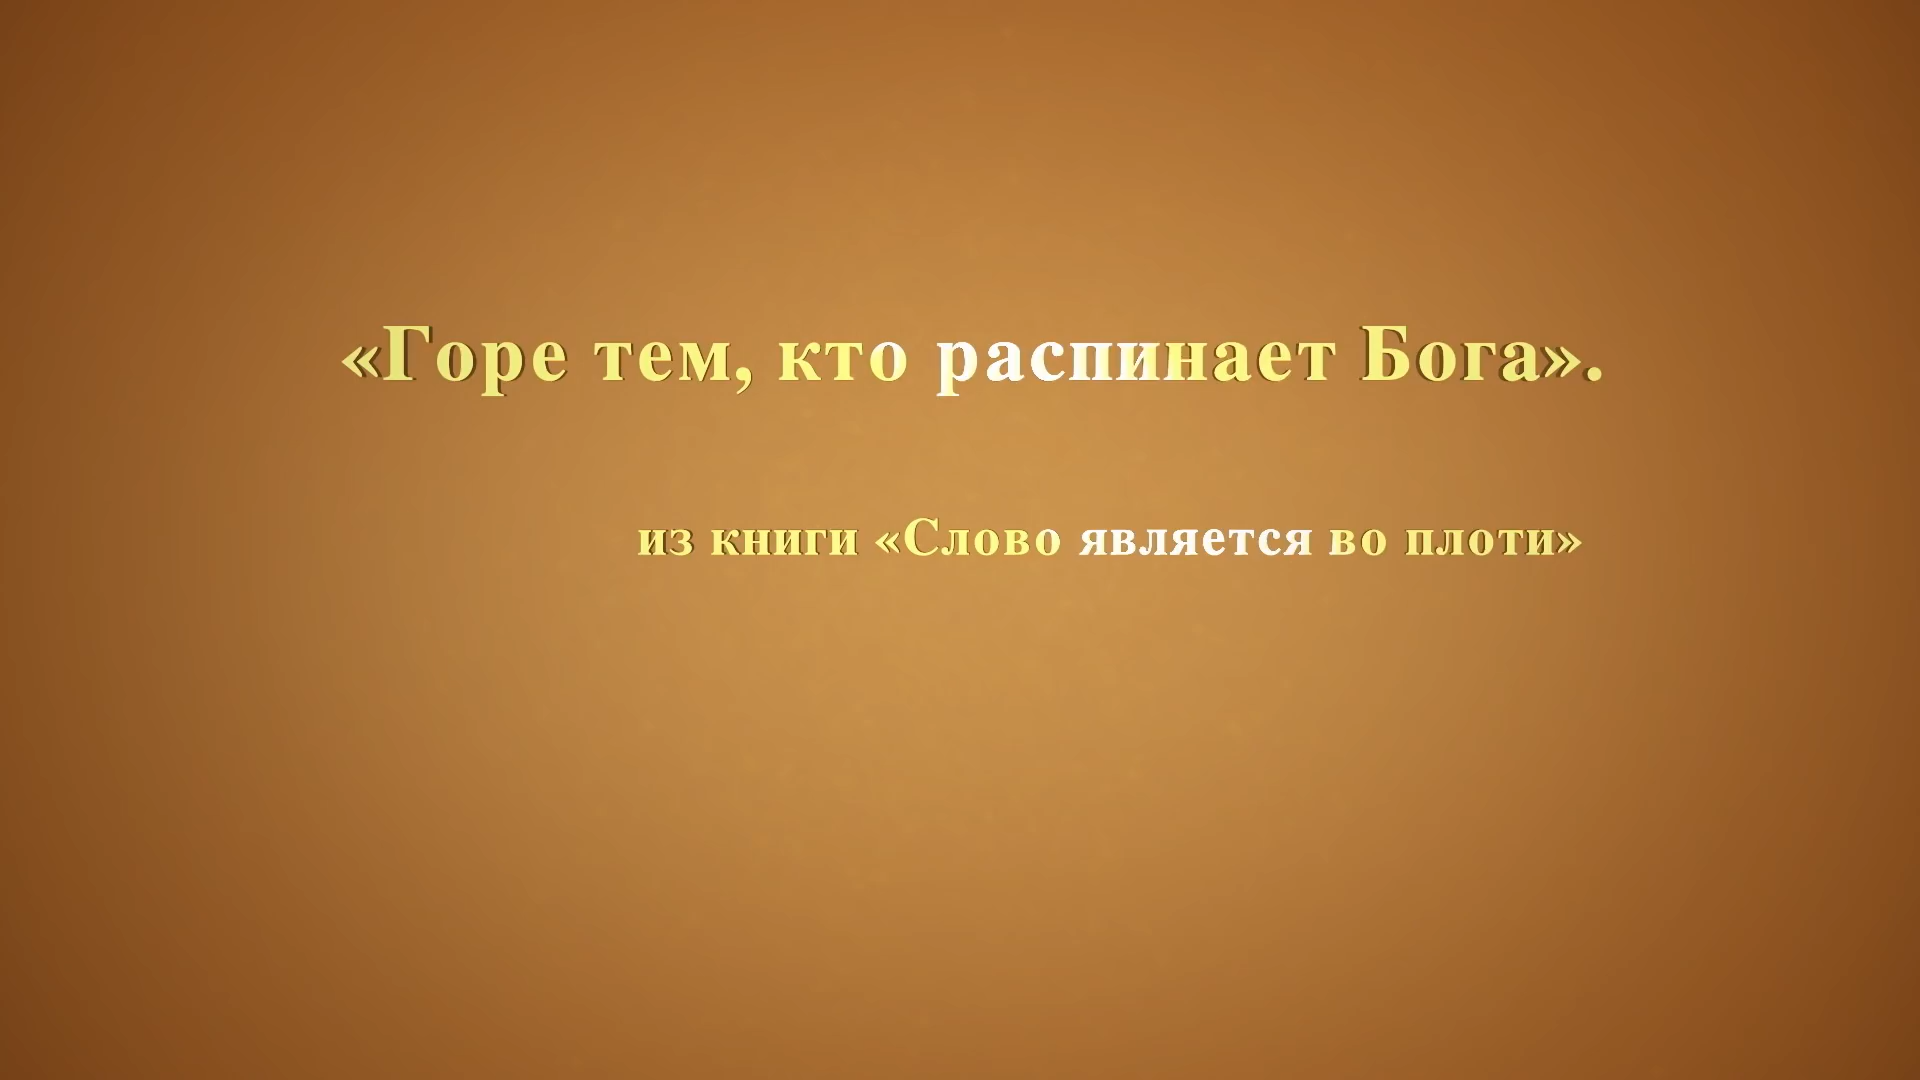 «Горе тем, кто распинает Бога».
из книги «Слово является во плоти»